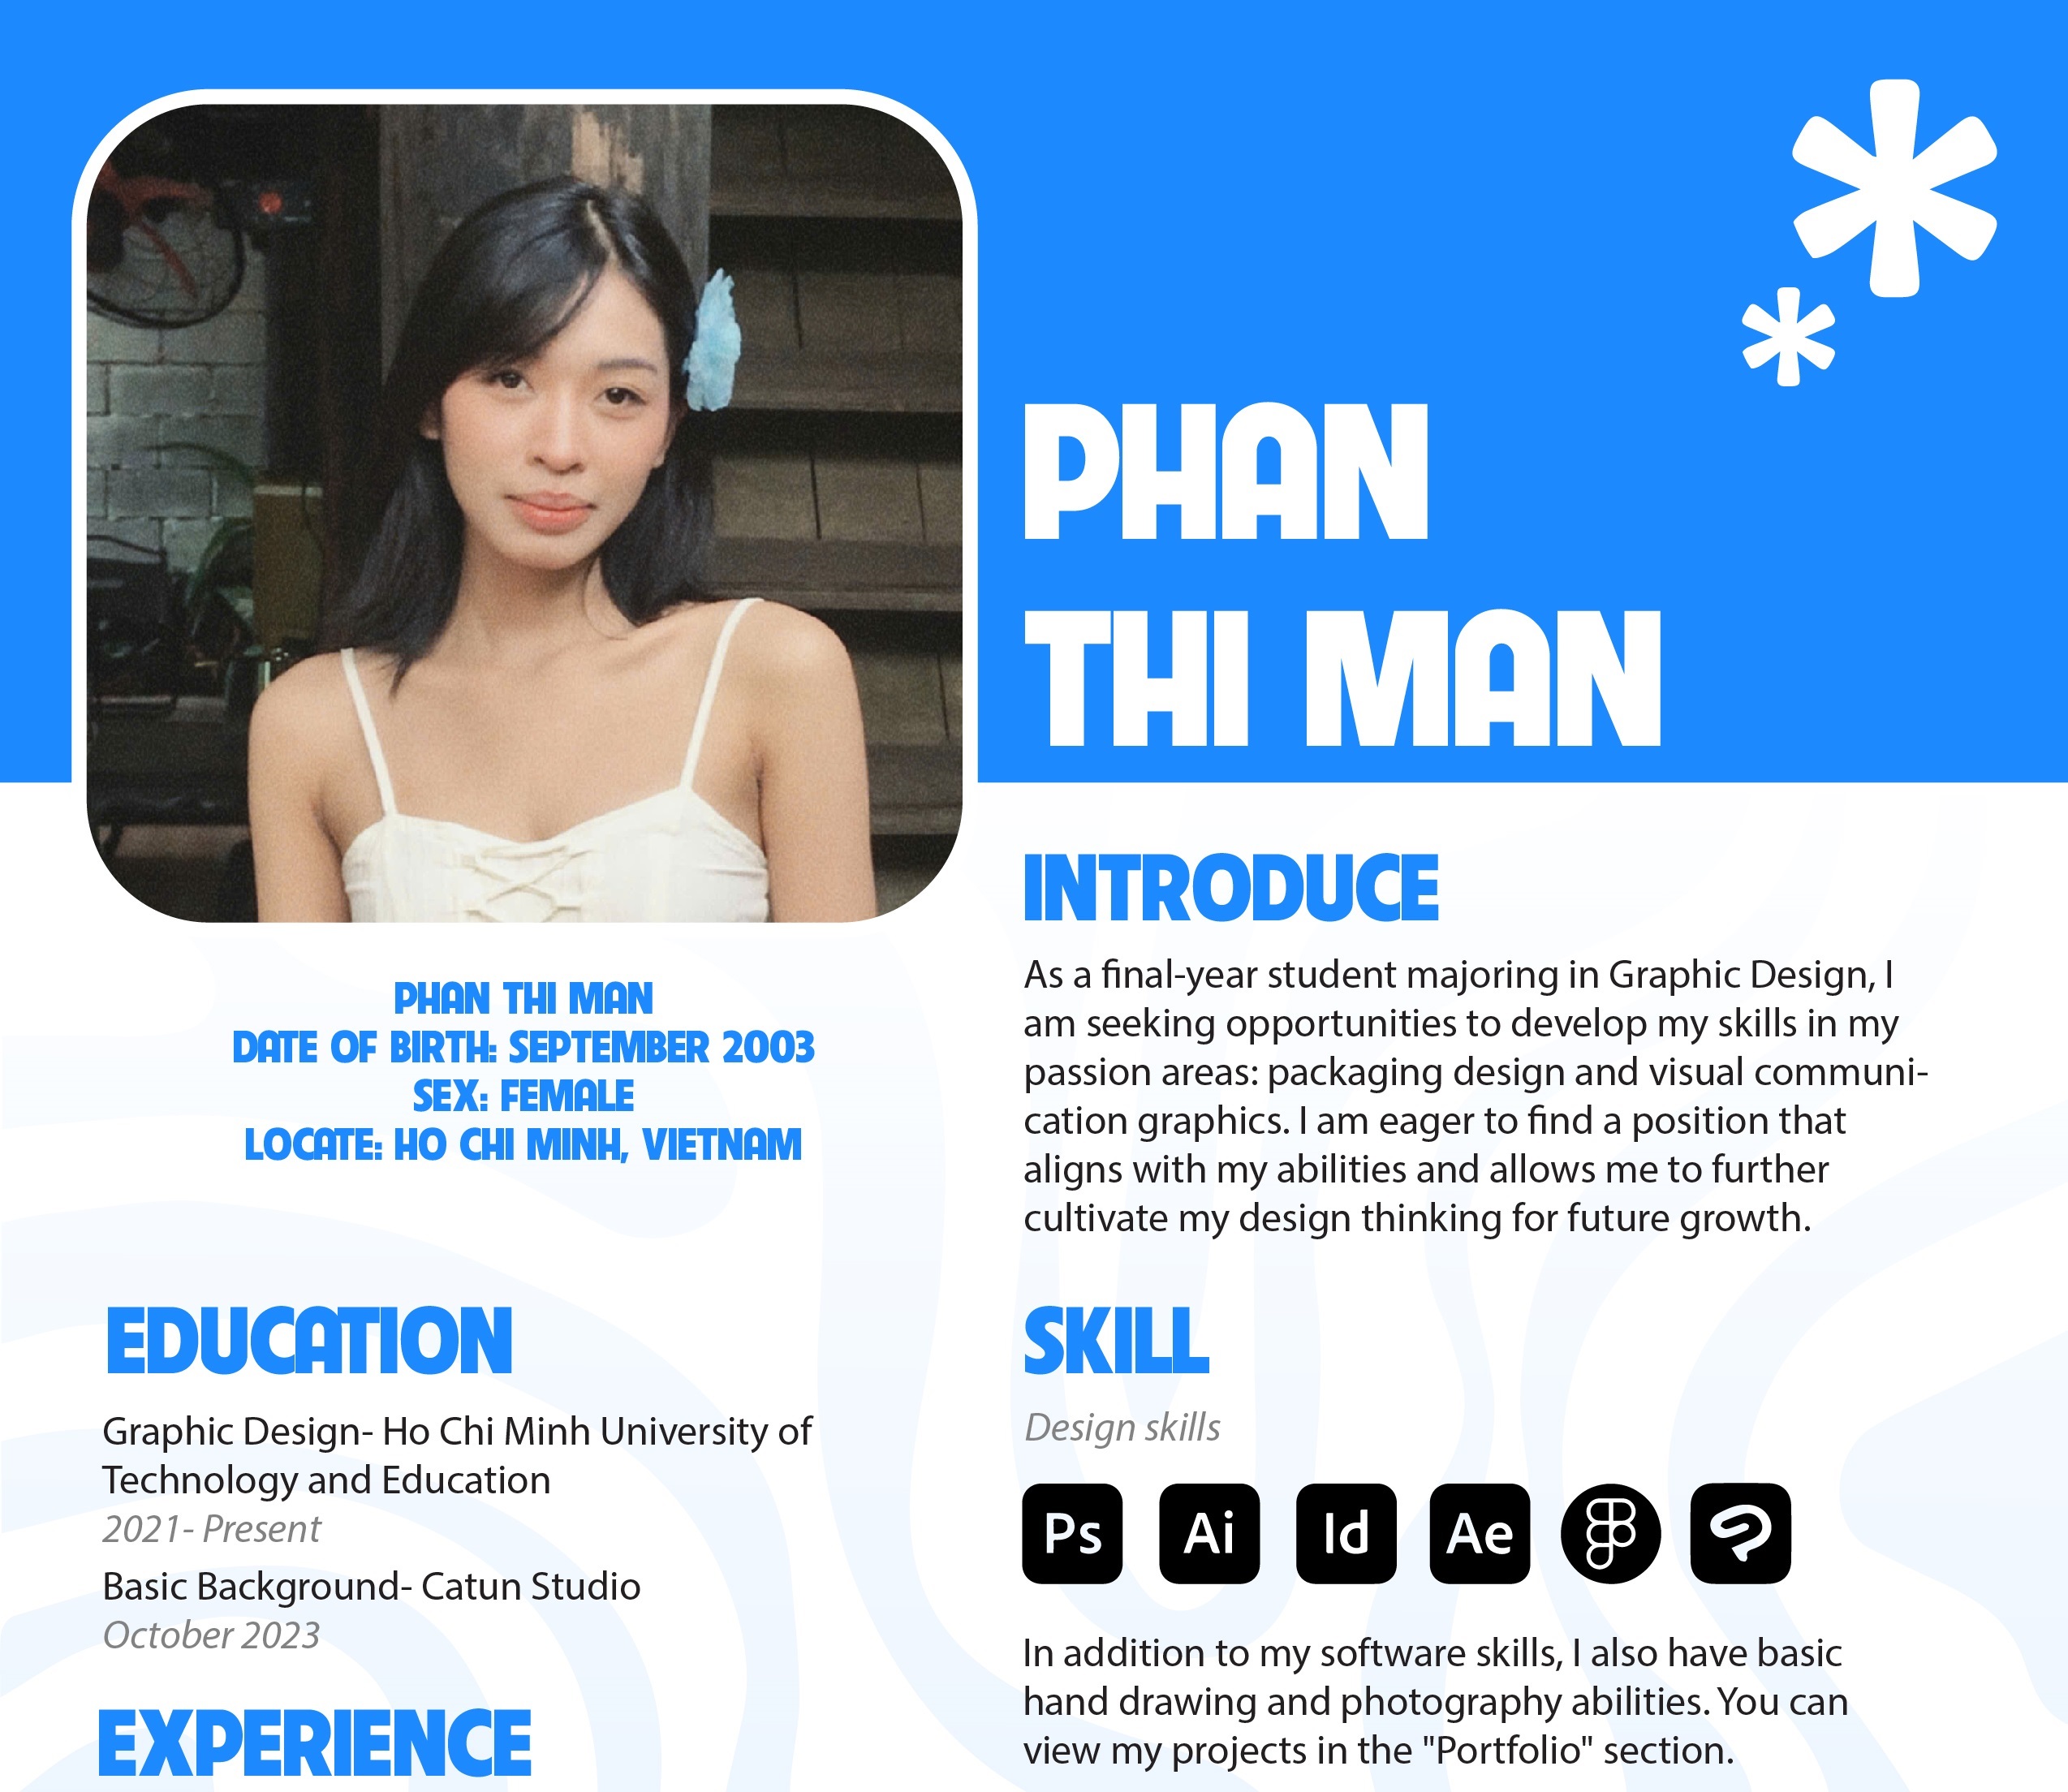 PHAN
THI MAN
PHAN THI MAN
DATE OF BIRTH: SEPTEMBER 2003
SEX: FEMALE
LOCATE: HO CHI MINH, VIETNAM
EDUCATION
Graphic Design- Ho Chi Minh University of
Technology and Education
2021- Present
Basic Background- Catun Studio
October 2023
EXPERIENCE
INTRODUCE
As a final-year student majoring in Graphic Design, I
am seeking opportunities to develop my skills in my
passion areas: packaging design and visual communi-
cation graphics. I am eager to find a position that
aligns with my abilities and allows me to further
cultivate my design thinking for future growth.
SKILL
Design skills
Ps Ai Id Ae
In addition to my software skills, I also have basic
hand drawing and photography abilities. You can
view my projects in the "Portfolio" section.